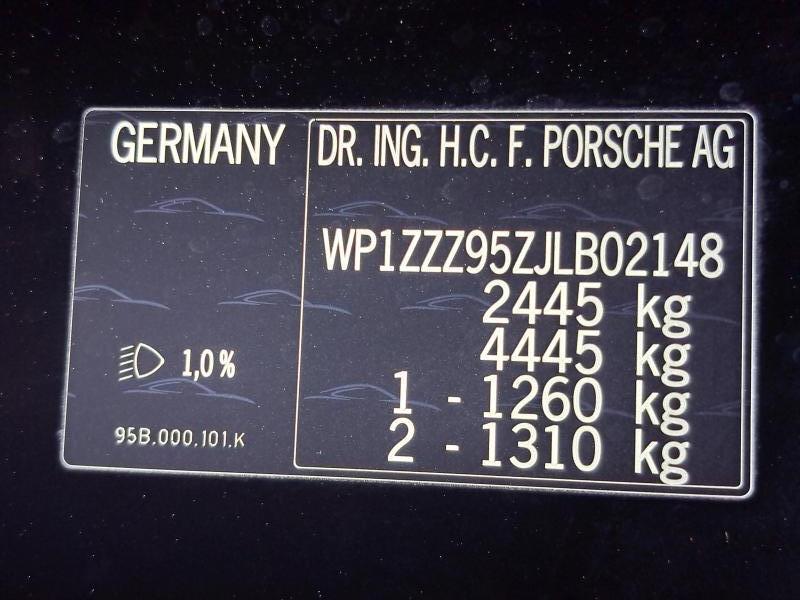 GERMANY
DR. ING. H.C. F. PORSCHE AG
WP1ZZZ95ZJLB02148
2445 kg
4445 kg
1 - 1260 kg
2 - 1310 kg
1,0%
95B.000.101.K